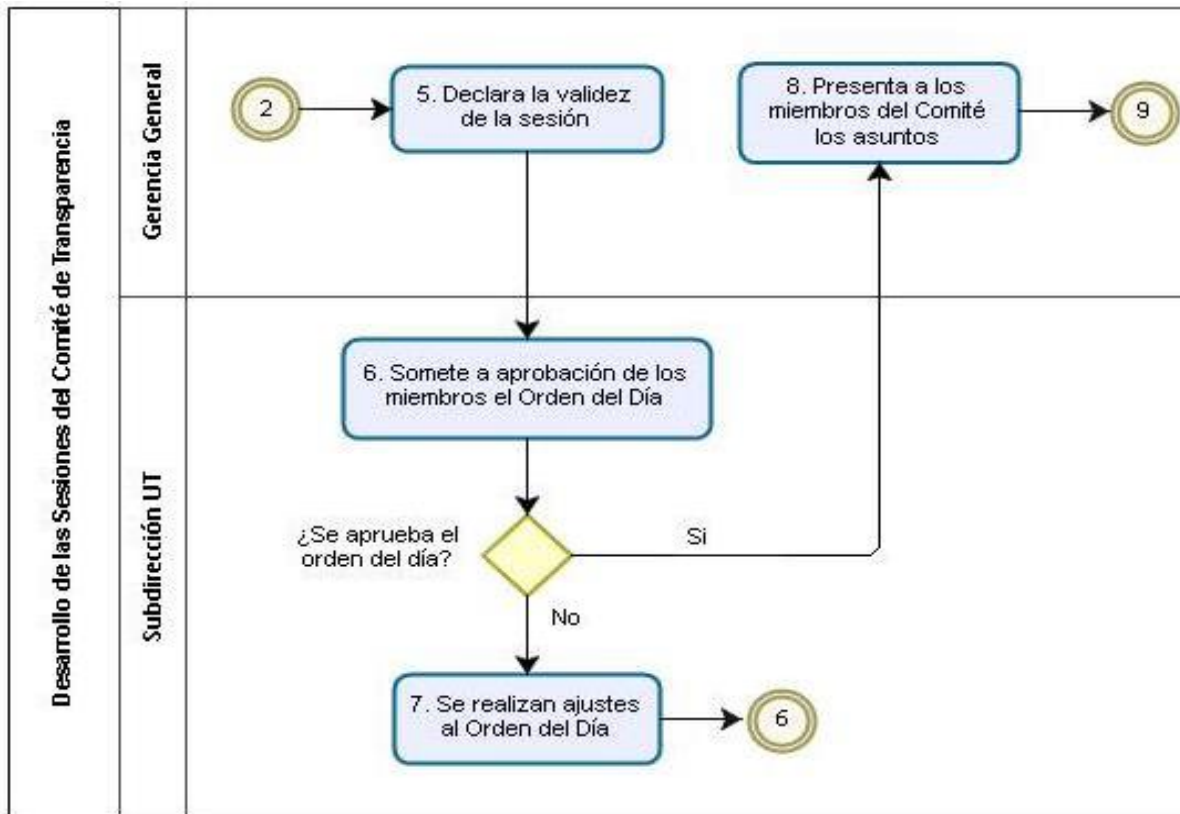 Desarrollo de las Sesiones del Comité de Transparencia
Gerencia General
2
5. Declara la validez
de la sesión
8. Presenta a los
miembros del Comité
los asuntos
9
Subdirección UT
6. Somete a aprobación de los
miembros el Orden del Día
¿Se aprueba el
orden del día?
Si
No
7. Se realizan ajustes
al Orden del Día
6